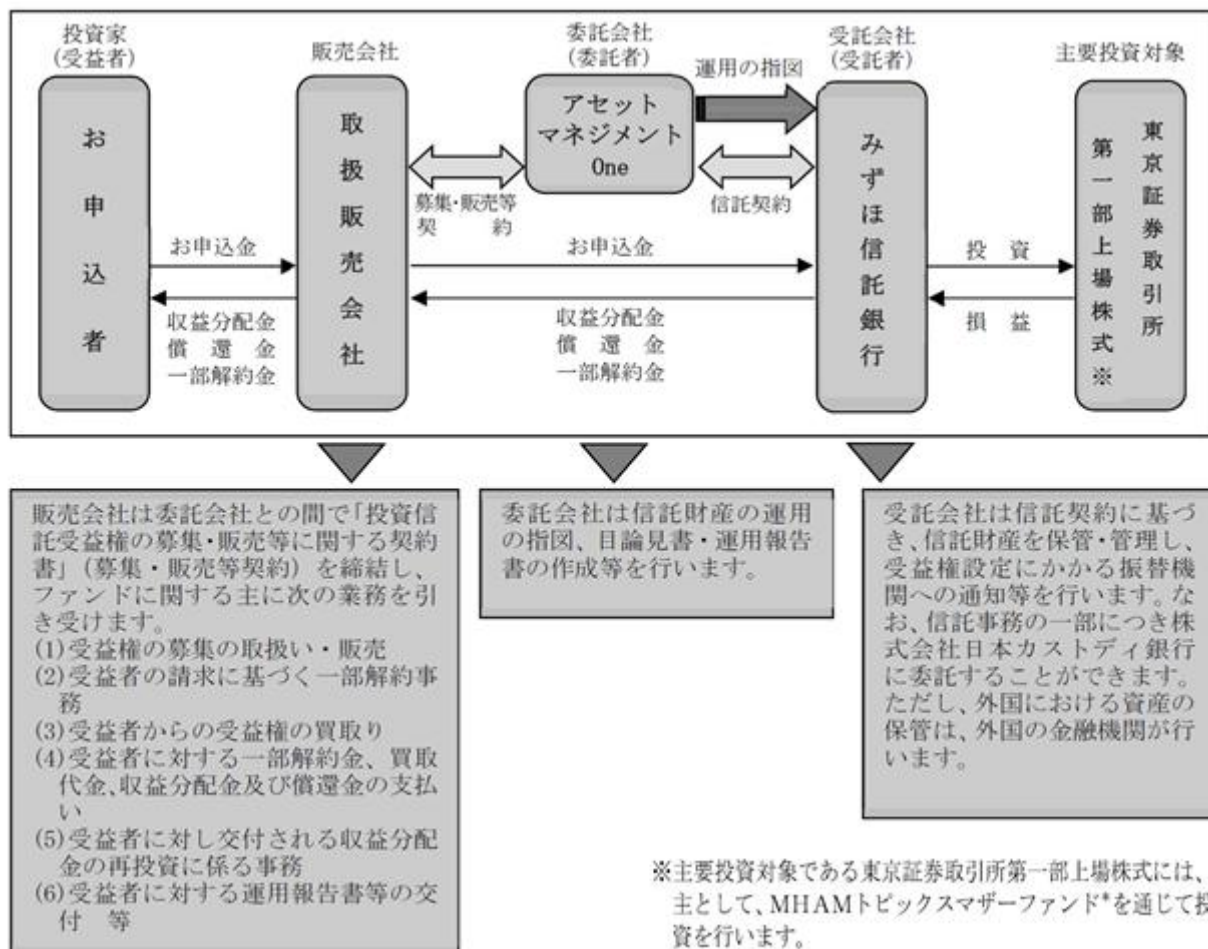 投資家
(受益者)
販売会社
委託会社
(委託者)
受託会社
(受託者)
主要投資対象
お申込者
取扱販売会社
アセット
マネジメント
One
運用の指図
みずほ信託銀行
東京証券取引所
第一部上場株式※
募集・販売等
契　約
信託契約
お申込金
お申込金
投　資
収益分配金
償　還　金
一部解約金
収益分配金
償　還　金
一部解約金
損　益
販売会社は委託会社との間で「投資信
託受益権の募集・販売等に関する契約
書」(募集・販売等契約) を締結し、
ファンドに関する主に次の業務を引
き受けます。
(1)受益権の募集の取扱い・販売
(2)受益者の請求に基づく一部解約事
務
(3)受益者からの受益権の買取り
(4)受益者に対する一部解約金、買取
代金、収益分配金及び償還金の支払
い
(5)受益者に対し交付される収益分配
金の再投資に係る事務
(6)受益者に対する運用報告書等の交
付　等
委託会社は信託財産の運用
の指図、目論見書・運用報告
書の作成等を行います。
受託会社は信託契約に基づ
き、信託財産を保管・管理し、
受益権設定にかかる振替機
関への通知等を行います。な
お、信託事務の一部につき株
式会社日本カストディ銀行
に委託することができます。
ただし、外国における資産の
保管は、外国の金融機関が行
います。
※主要投資対象である東京証券取引所第一部上場株式には、
主として、MHAMトピックスマザーファンド*を通じて投
資を行います。